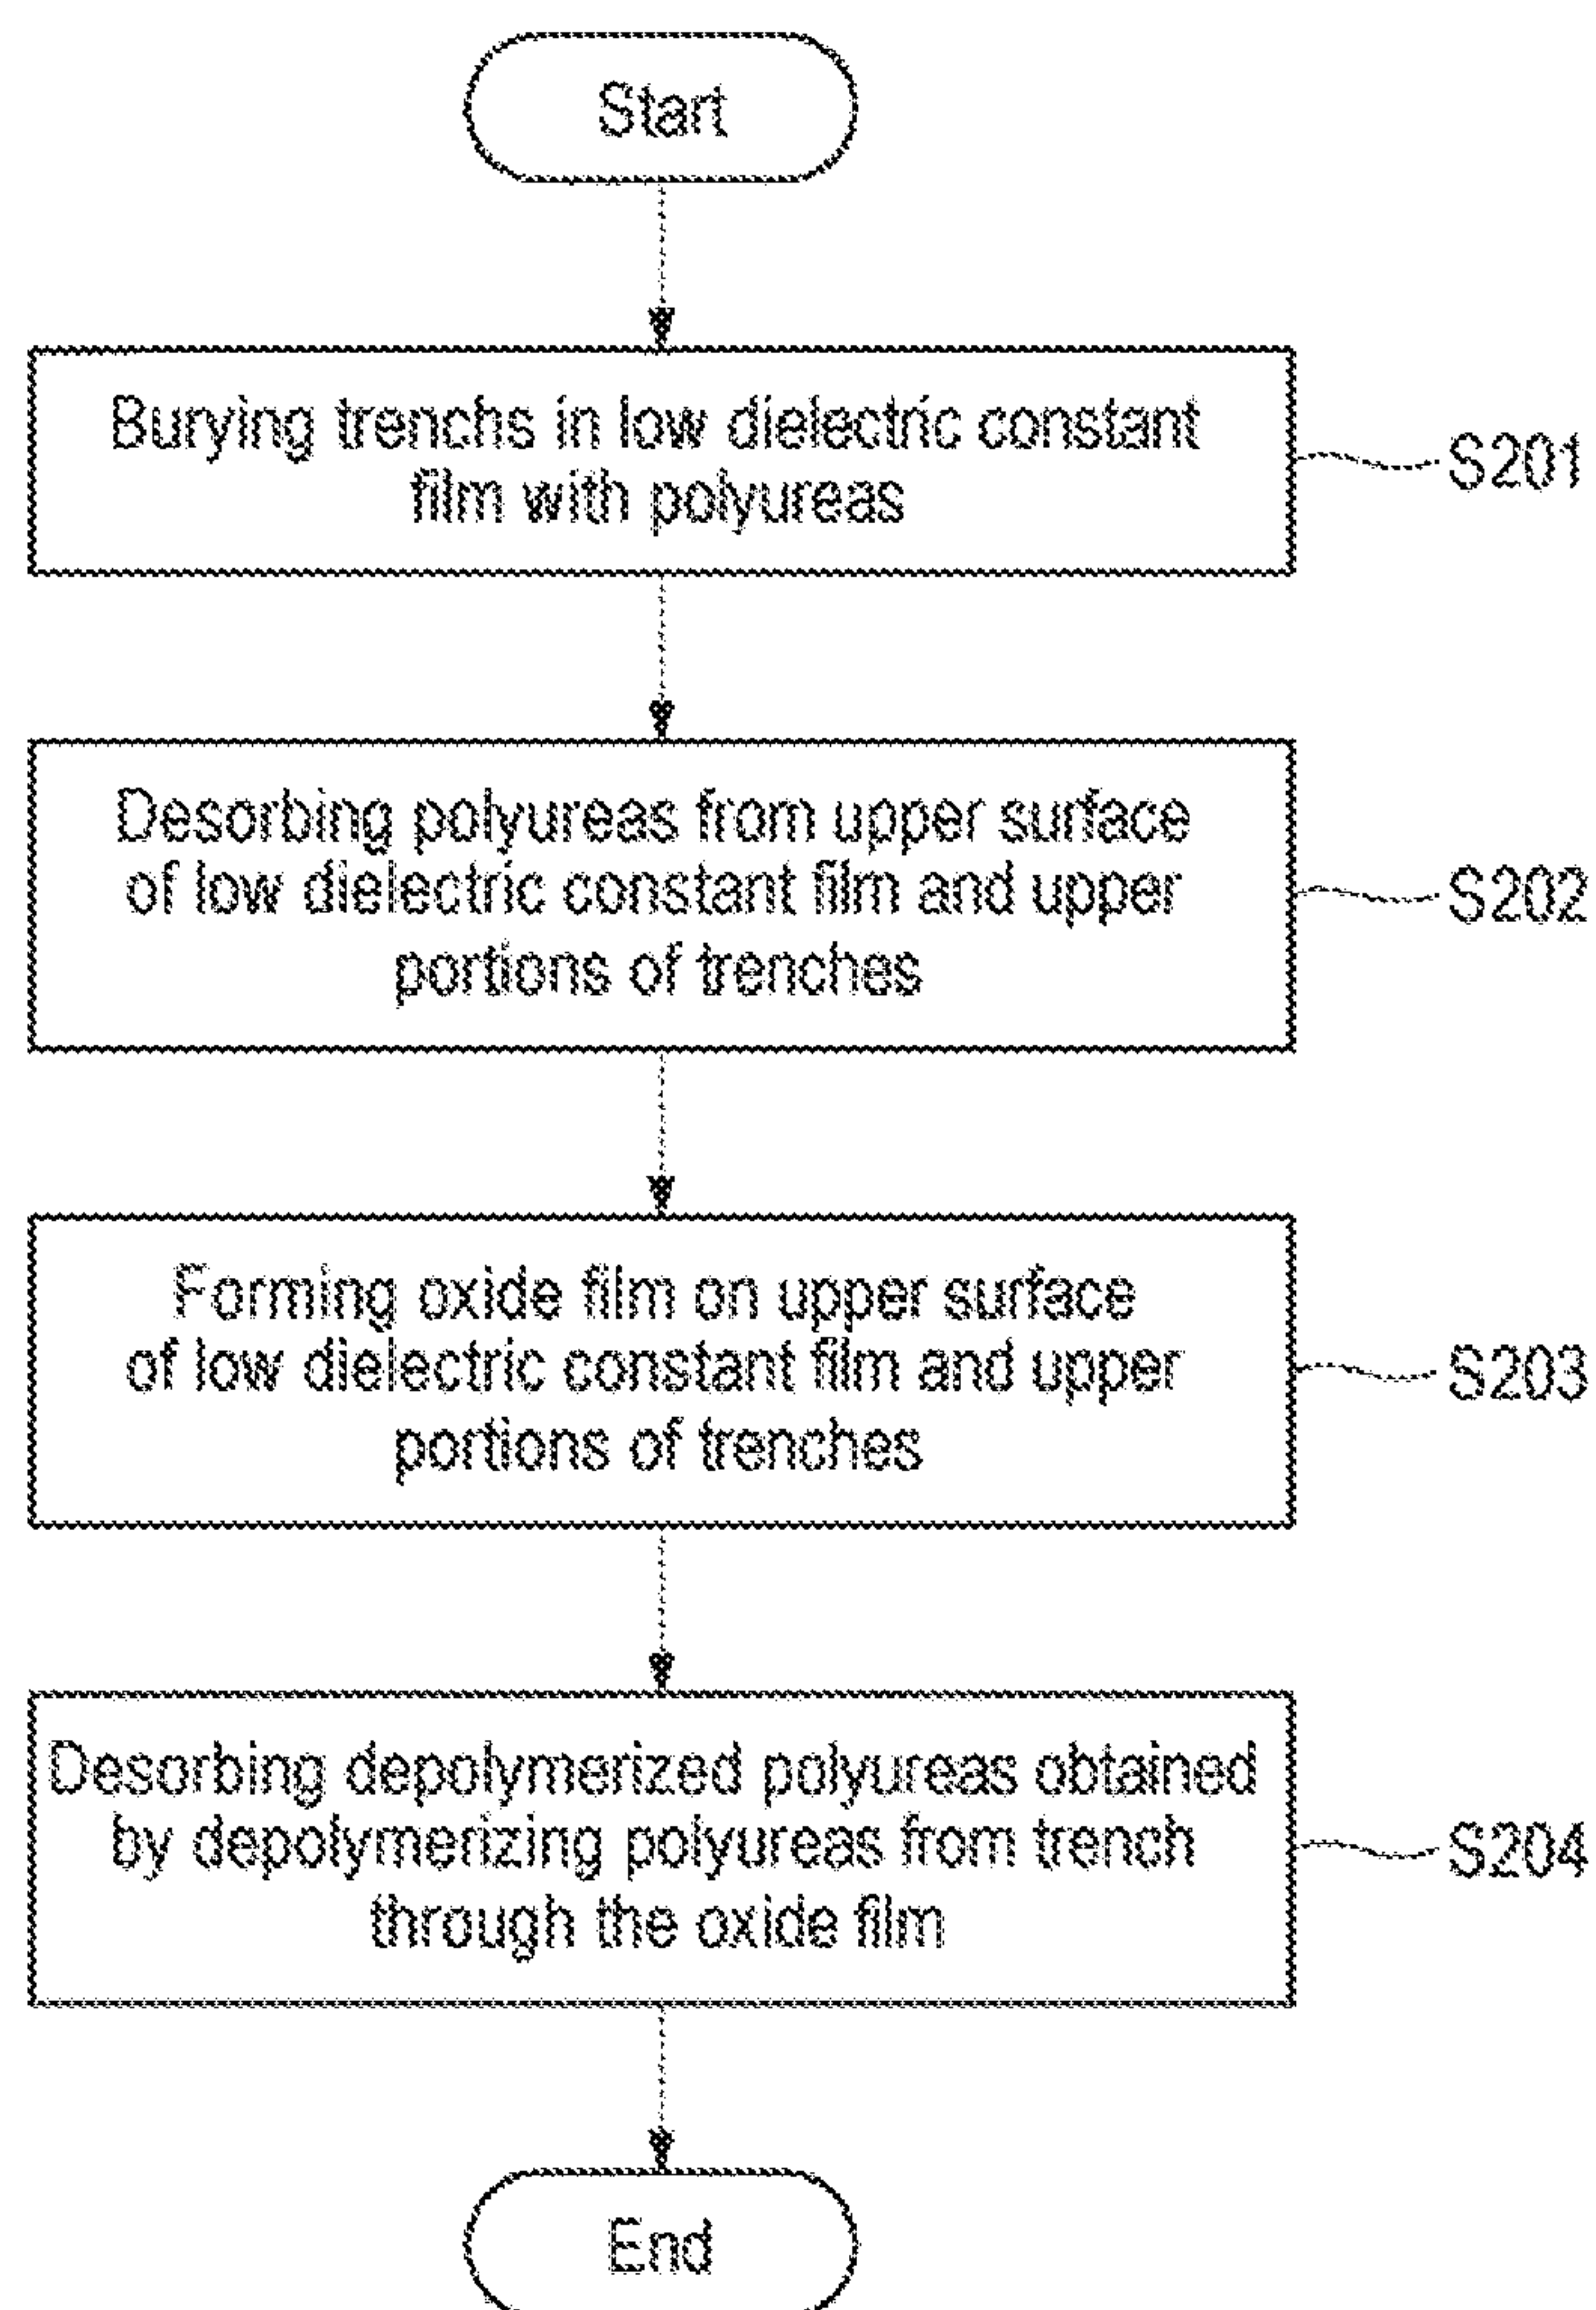 Start
Burying trenchs in low dielectric constant
film with polyureas
S201
Desorbing polyureas from upper surface
of low dielectric constant film and upper
portions of trenches
S202
Forming oxide film on upper surface
of low dielectric constant film and upper
portions of trenches
S203
Desorbing depolymerized polyureas obtained
by depolymerizing polyureas from trench
through the oxide film
S204
End